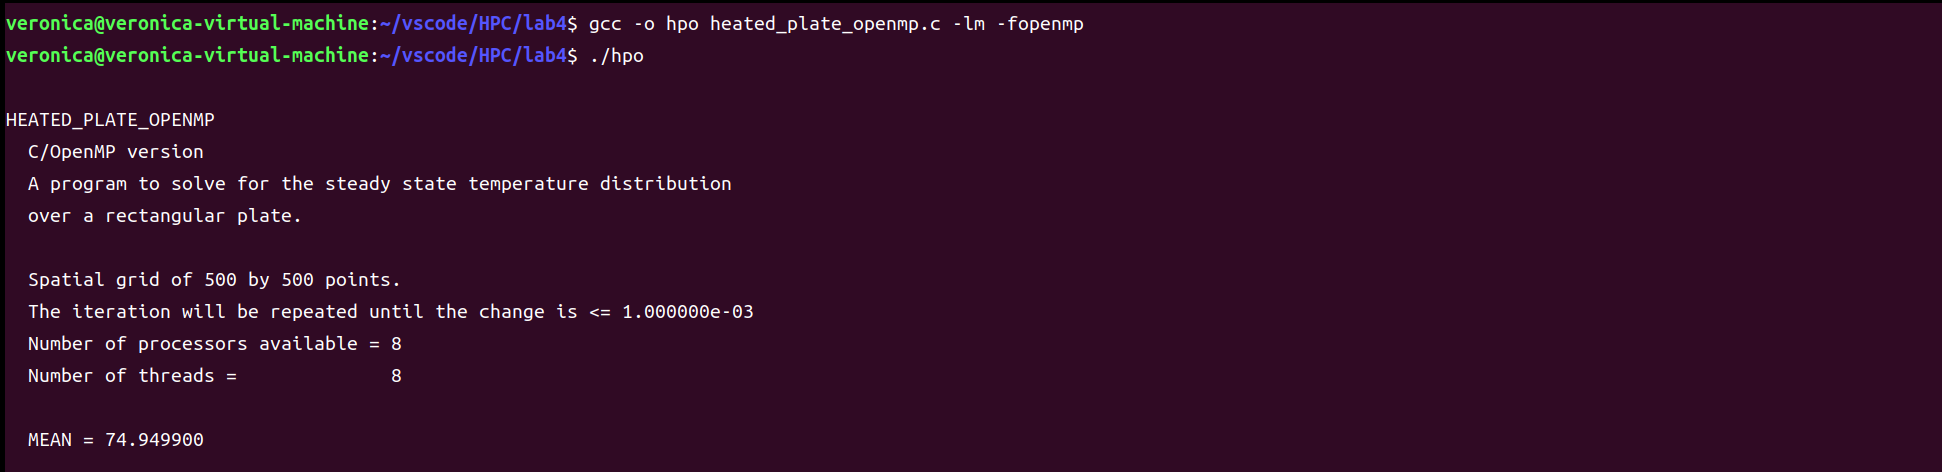 veronica@veronica-virtual-machine:~/vscode/HPC/lab4$ gcc -o hpo heated_plate_openmp.c -lm -fopenmp
veronica@veronica-virtual-machine:~/vscode/HPC/lab4$ ./hpo
HEATED_PLATE_OPENMP
C/OpenMP version
A program to solve for the steady state temperature distribution
over a rectangular plate.
Spatial grid of 500 by 500 points.
The iteration will be repeated until the change is <= 1.000000e-03
Number of processors available = 8
Number of threads =              8
MEAN = 74.949900